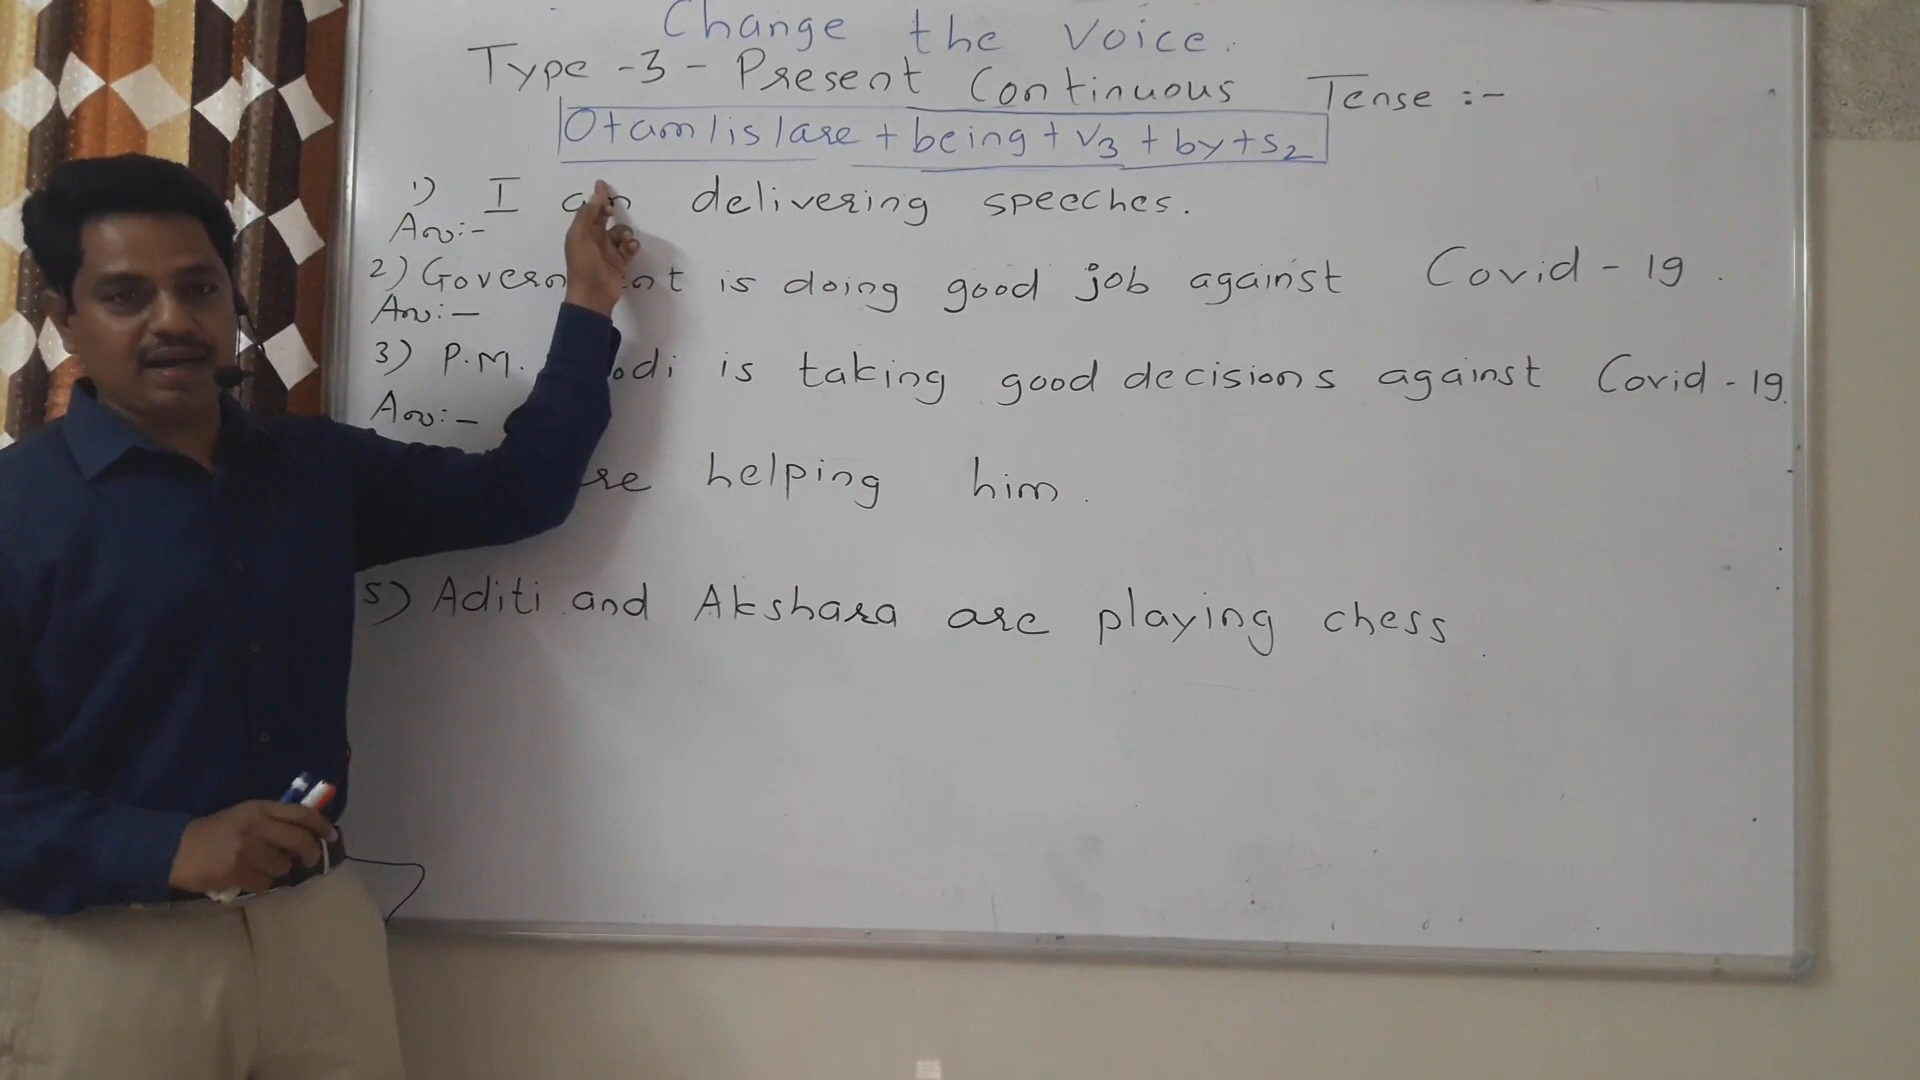 Change the Voice.
Type -3 - Present Continuous Tense :-
O+am/is/are + being + V3 + by + S2
1) I am delivering speeches.
Ans:-
2) Government is doing good job against Covid - 19 .
Ans:-
3) P.M. Modi is taking good decisions against Covid - 19.
Ans:-
are helping him .
5) Aditi and Akshara are playing chess .